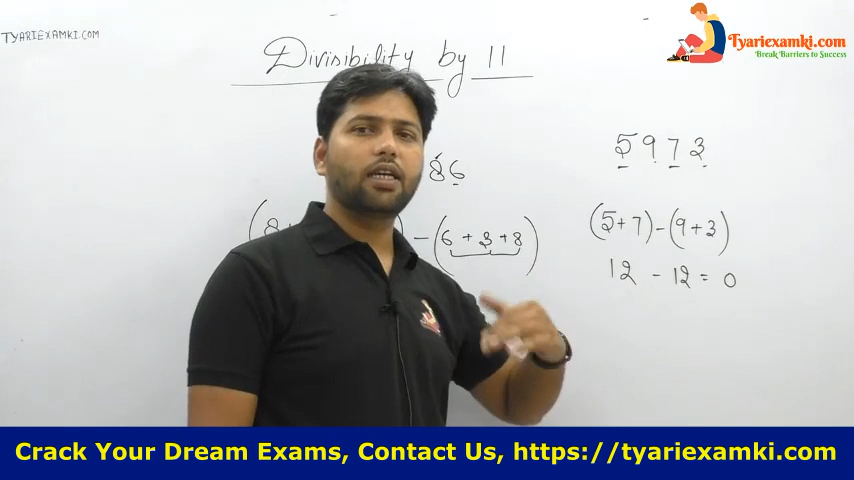 TYARIEXAMKI.COM
Tyariexamki.com
Break Barriers to Success
Divisibility by 11
86
5973
(8+ ) - (6 + 3 + 8)
(5+7)-(9+3)
12 - 12 = 0
Crack Your Dream Exams, Contact Us, https://tyariexamki.com